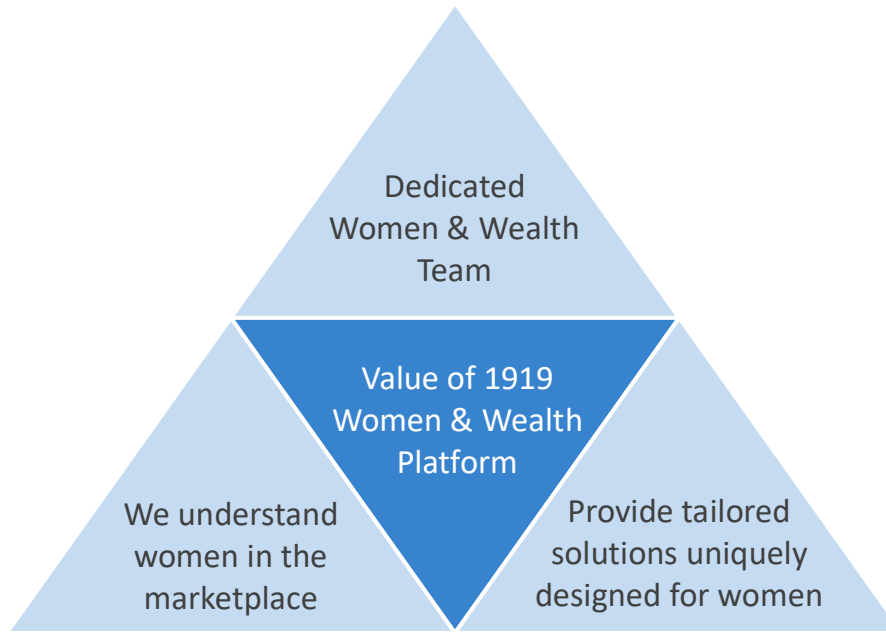 Dedicated
Women & Wealth
Team
Value of 1919
Women & Wealth
Platform
We understand
women in the
marketplace
Provide tailored
solutions uniquely
designed for women